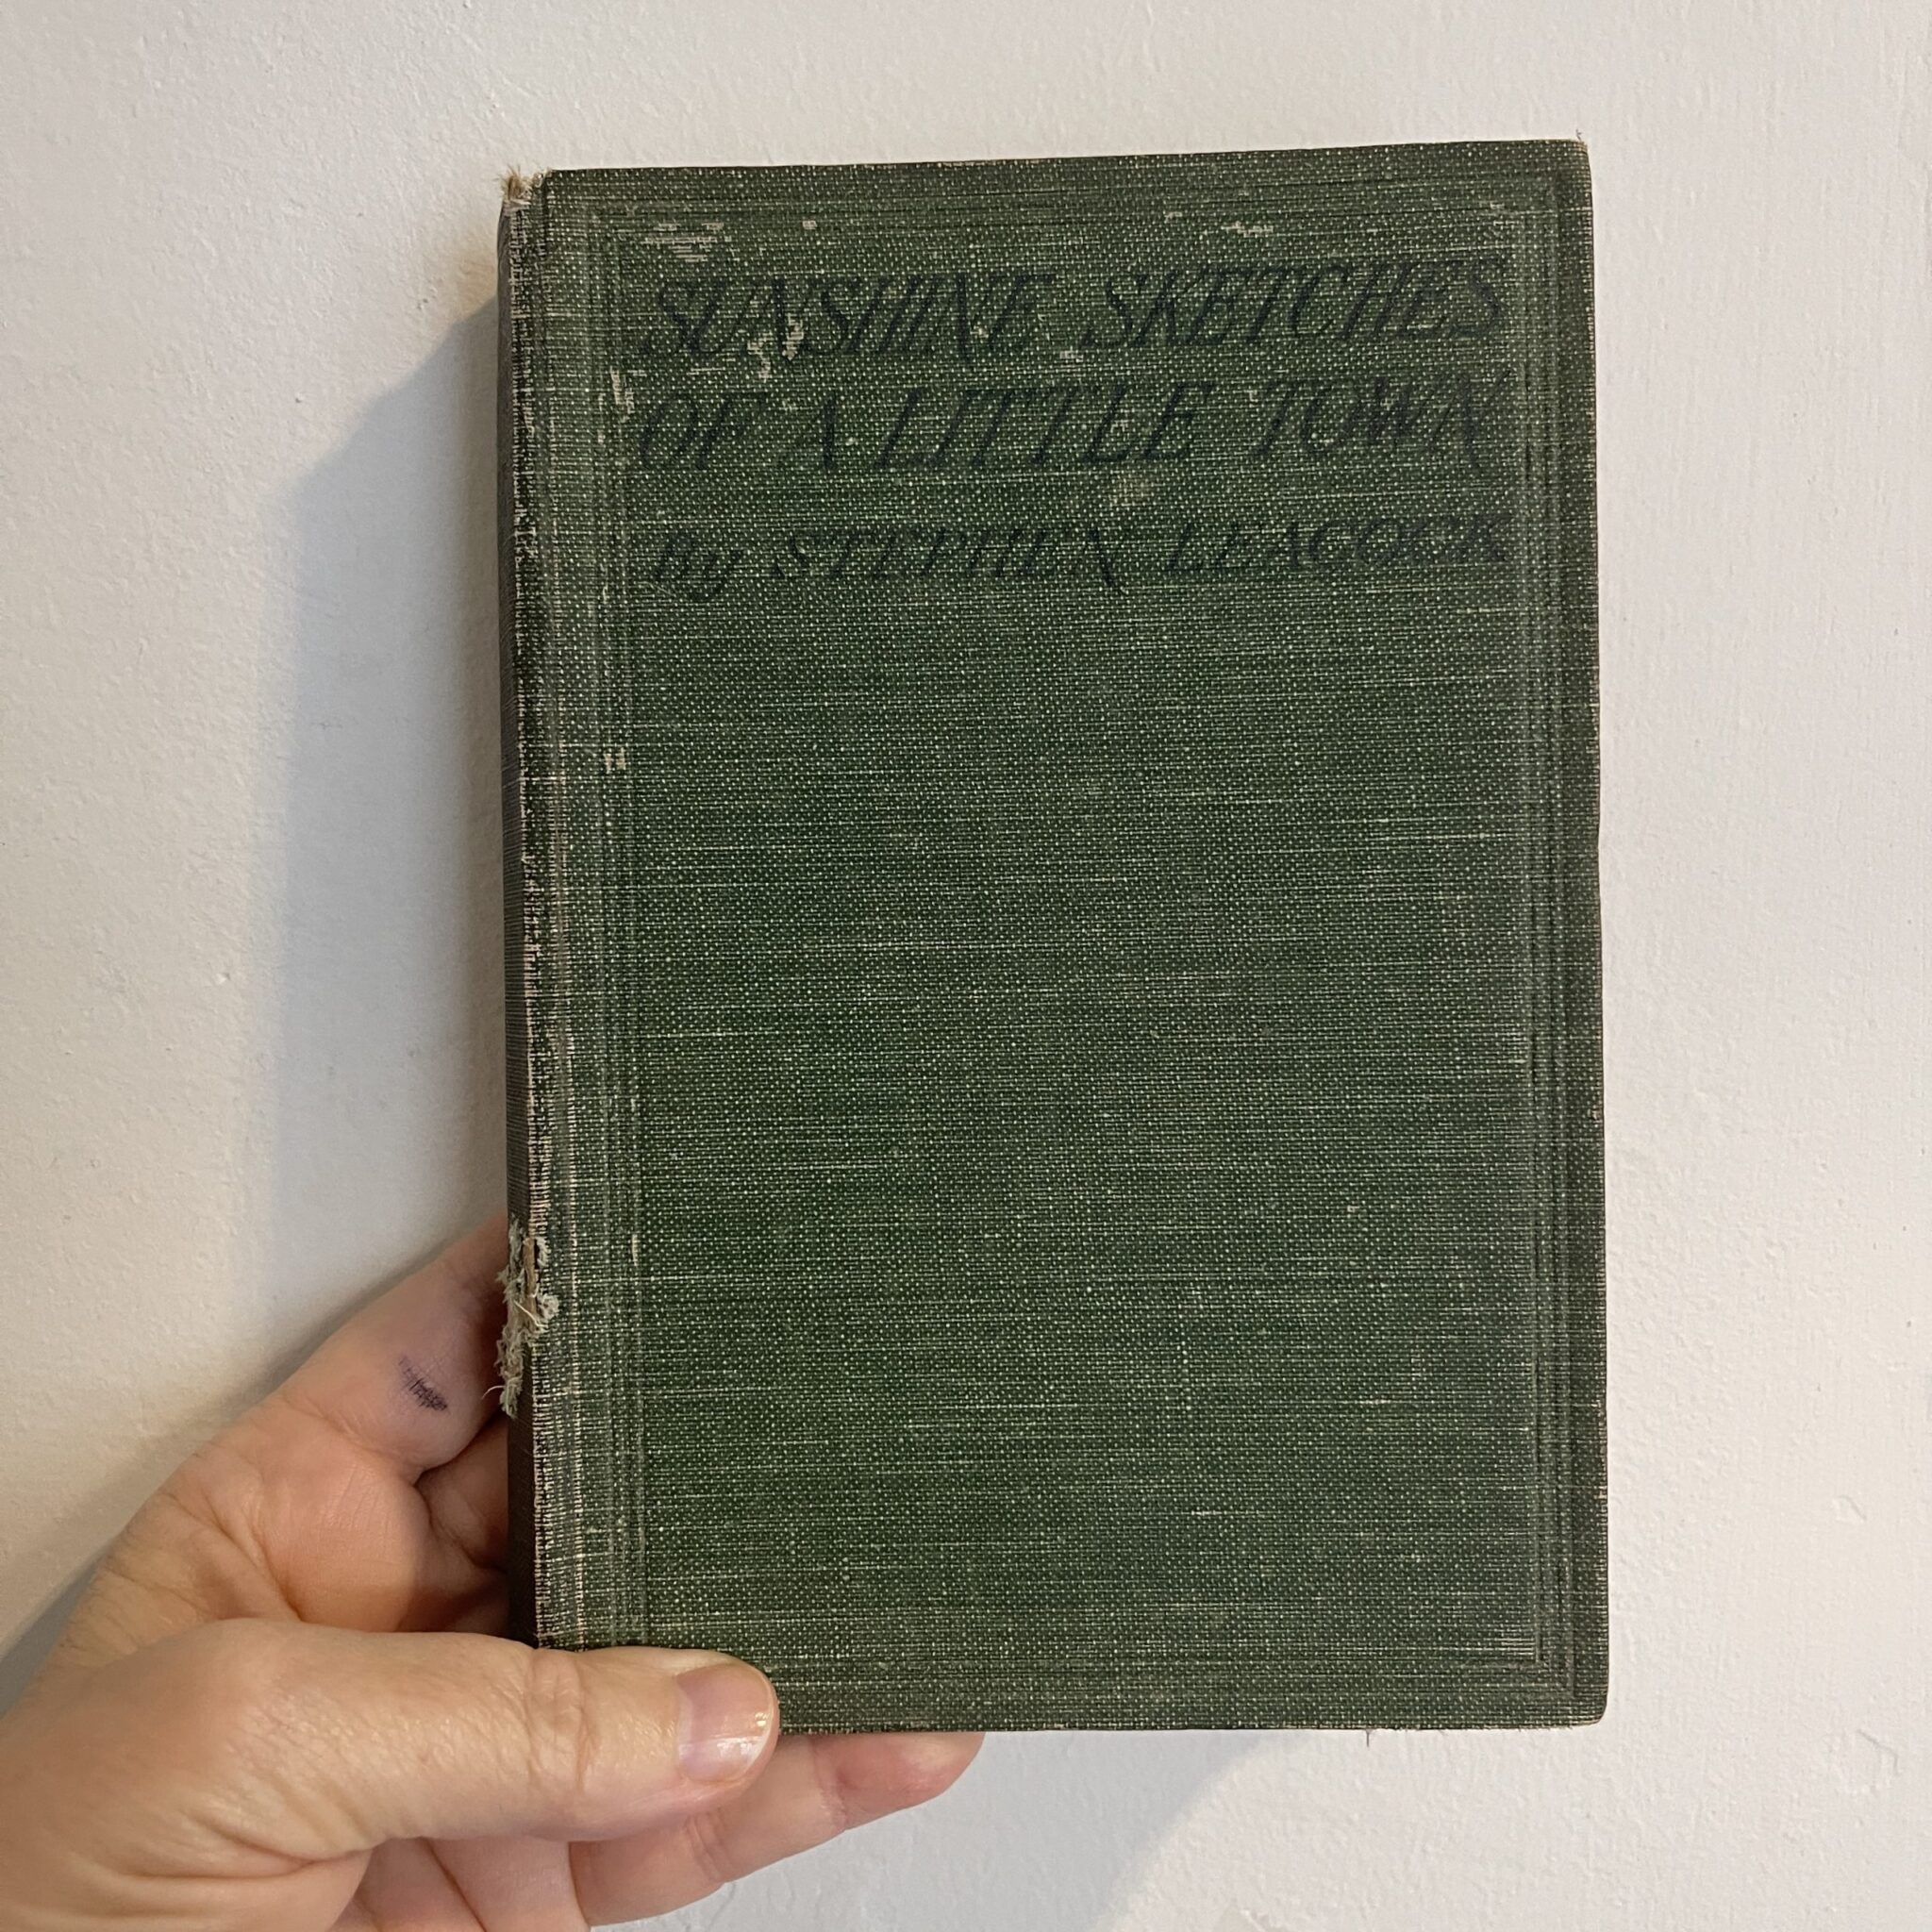 SUNSHINE SKETCHES
OF A LITTLE TOWN
By STEPHEN LEACOCK